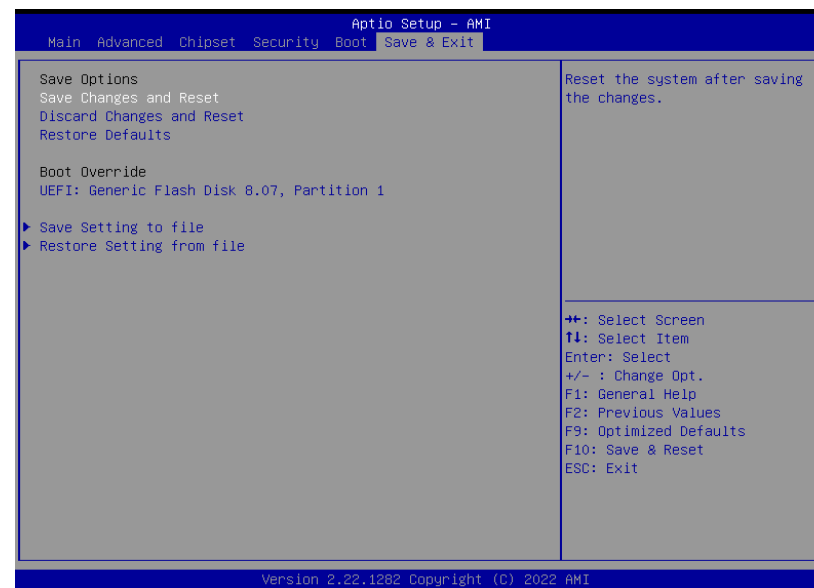 Aptio Setup – AMI
Main Advanced Chipset Security Boot Save & Exit
Save Options
Save Changes and Reset
Discard Changes and Reset
Restore Defaults
Boot Override
UEFI: Generic Flash Disk 8.07, Partition 1
▶ Save Setting to file
▶ Restore Setting from file
Reset the system after saving
the changes.
→←: Select Screen
↑↓: Select Item
Enter: Select
+/- : Change Opt.
F1: General Help
F2: Previous Values
F9: Optimized Defaults
F10: Save & Reset
ESC: Exit
Version 2.22.1282 Copyright (C) 2022 AMI